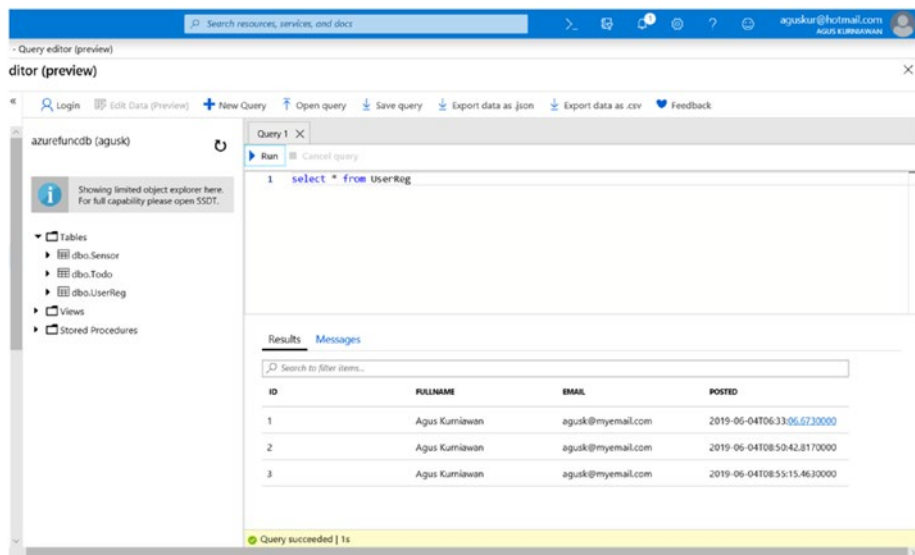 Search resources, services, and docs
1
aguskur@hotmail.com
AGUS KURNIAWAN
- Query editor (preview)
ditor (preview)
Login
Edit Data (Preview)
New Query
Open query
Save query
Export data as .json
Export data as .csv
Feedback
azurefuncdb (agusk)
Showing limited object explorer here.
For full capability please open SSDT.
Tables
dbo.Sensor
dbo.Todo
dbo.UserReg
Views
Stored Procedures
Query 1
Run
Cancel query
1 select * from UserReg
Results Messages
Search to filter items...
ID FULLNAME EMAIL POSTED
1 Agus Kurniawan agusk@myemail.com 2019-06-04T06:33:06.6730000
2 Agus Kurniawan agusk@myemail.com 2019-06-04T08:50:42.8170000
3 Agus Kurniawan agusk@myemail.com 2019-06-04T08:55:15.4630000
Query succeeded | 1s